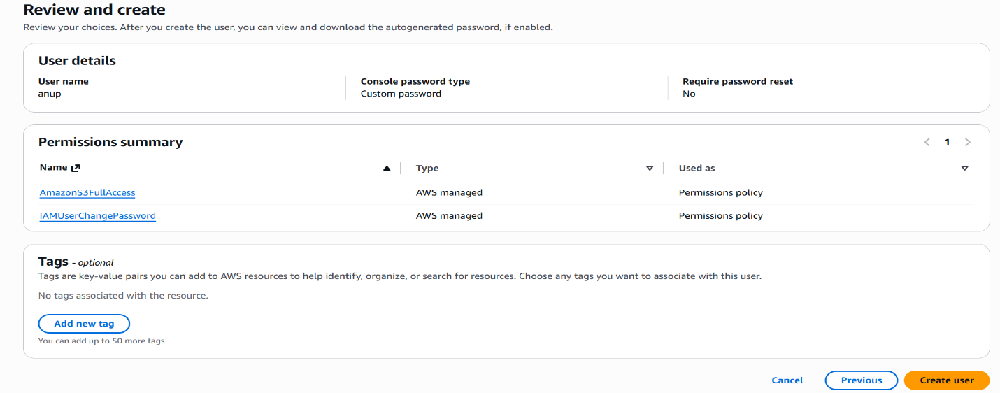 Review and create
Review your choices. After you create the user, you can view and download the autogenerated password, if enabled.
User details
User name
anup
Console password type
Custom password
Require password reset
No
Permissions summary
1
Name
Type
Used as
AmazonS3FullAccess
AWS managed
Permissions policy
IAMUserChangePassword
AWS managed
Permissions policy
Tags - optional
Tags are key-value pairs you can add to AWS resources to help identify, organize, or search for resources. Choose any tags you want to associate with this user.
No tags associated with the resource.
Add new tag
You can add up to 50 more tags.
Cancel
Previous
Create user